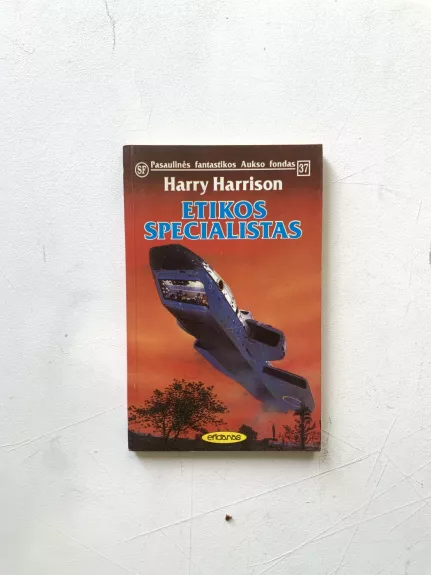 SF Pasaulinės fantastikos Aukso fondas 37
Harry Harrison
ETIKOS
SPECIALISTAS
eridanas